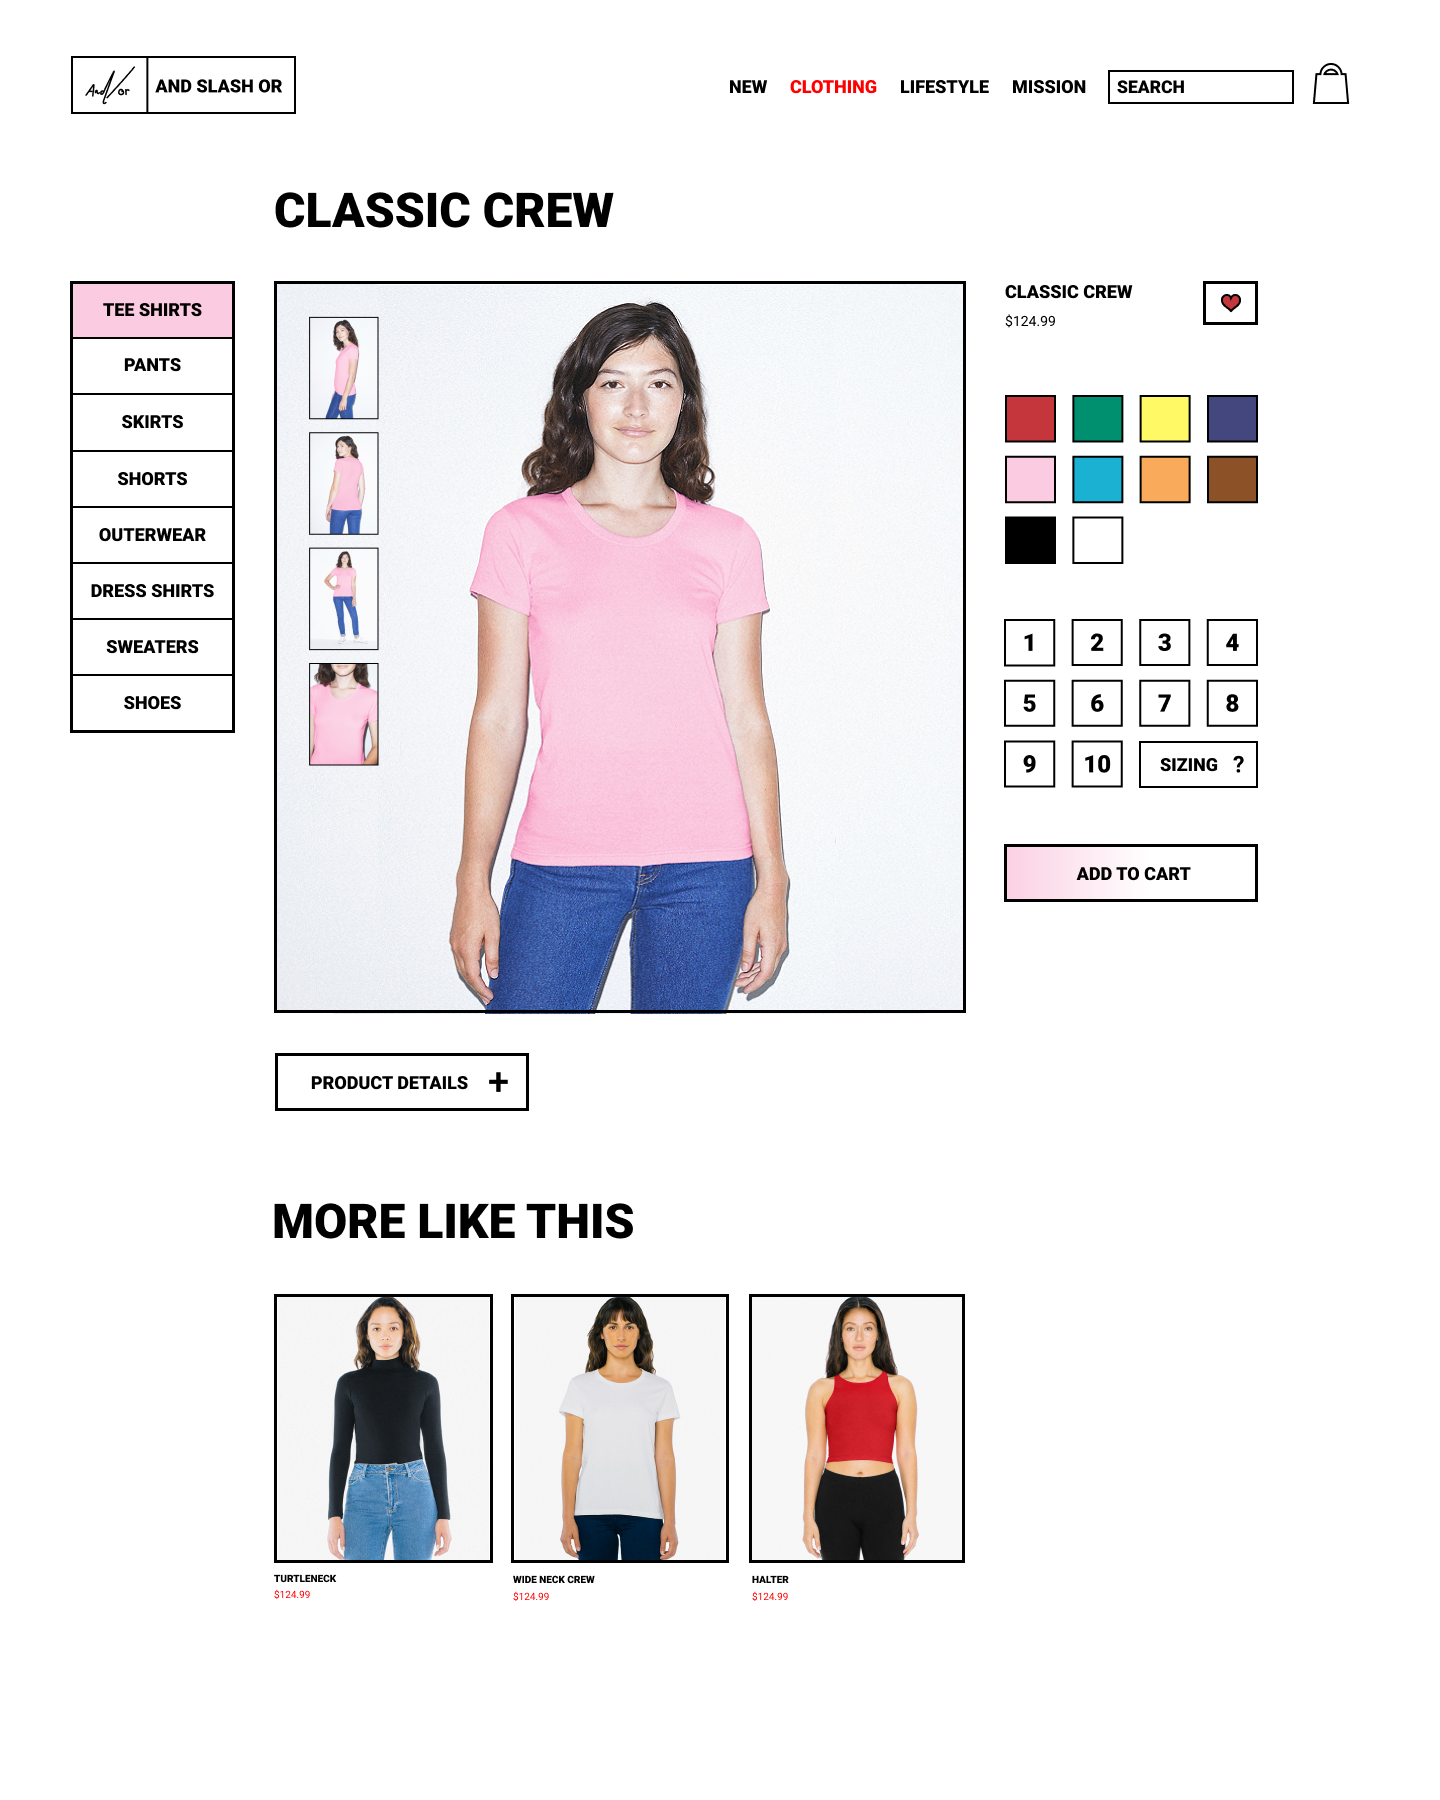 And/or
AND SLASH OR
NEW
CLOTHING
LIFESTYLE
MISSION
SEARCH
CLASSIC CREW
TEE SHIRTS
PANTS
SKIRTS
SHORTS
OUTERWEAR
DRESS SHIRTS
SWEATERS
SHOES
CLASSIC CREW
$124.99
1
2
3
4
5
6
7
8
9
10
SIZING ?
ADD TO CART
PRODUCT DETAILS +
MORE LIKE THIS
TURTLENECK
$124.99
WIDE NECK CREW
$124.99
HALTER
$124.99